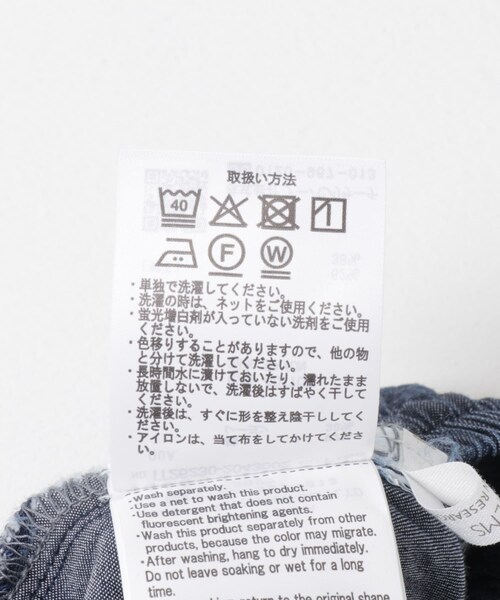 取扱い方法
40
F W
・単独で洗濯してください。
・洗濯の時は、ネットをご使用ください。
・蛍光増白剤が入っていない洗剤をご使用
ください。
・色移りすることがありますので、他の物
と分けて洗濯してください。
・長時間水に漬けておいたり、濡れたまま
放置しないで、洗濯後はすばやく干して
ください。
・洗濯後は、すぐに形を整え陰干ししてく
ださい。
・アイロンは、当て布をしてかけてくださ
い。
・Wash separately.
・Use a net to wash this product.
・Use detergent that does not contain
fluorescent brightening agents.
・Wash this product separately from other
products, because the color may migrate.
・After washing, hang to dry immediately.
Do not leave soaking or wet for a long
time.
return to the original shape
RESEARC